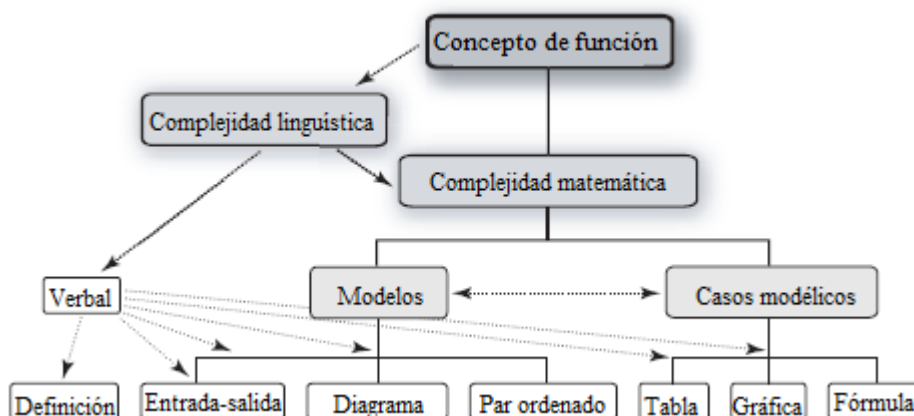 Concepto de función
Complejidad linguística
Complejidad matemática
Verbal
Modelos
Casos modélicos
Definición
Entrada-salida
Diagrama
Par ordenado
Tabla
Gráfica
Fórmula